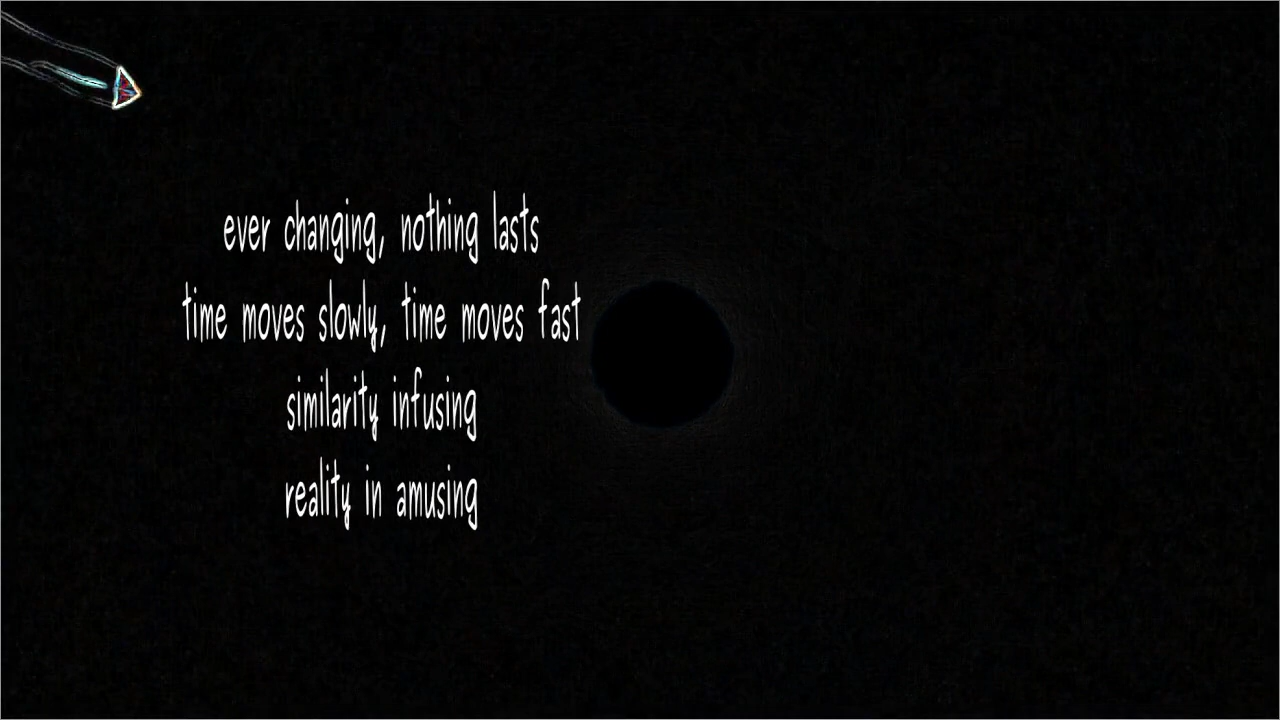 ever changing, nothing lasts
time moves slowly, time moves fast
similarity infusing
reality in amusing